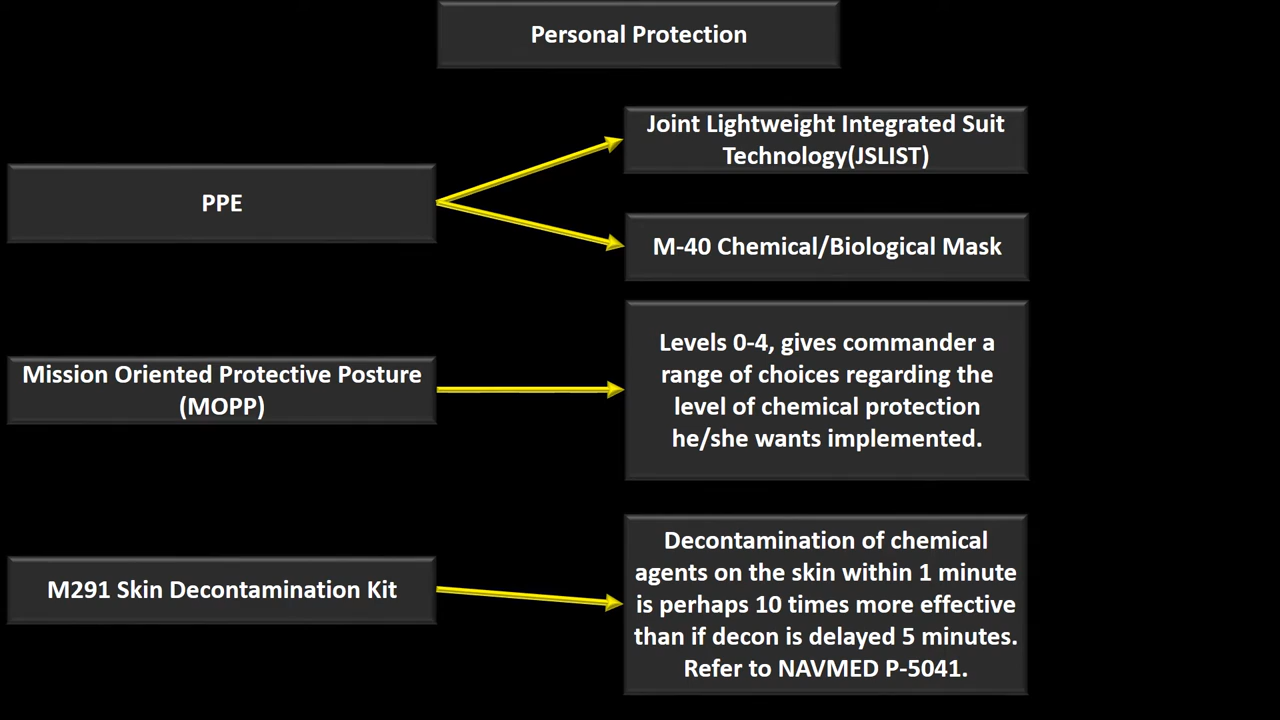 Personal Protection
PPE
Joint Lightweight Integrated Suit
Technology(JSLIST)
M-40 Chemical/Biological Mask
Mission Oriented Protective Posture
(MOPP)
Levels 0-4, gives commander a
range of choices regarding the
level of chemical protection
he/she wants implemented.
M291 Skin Decontamination Kit
Decontamination of chemical
agents on the skin within 1 minute
is perhaps 10 times more effective
than if decon is delayed 5 minutes.
Refer to NAVMED P-5041.